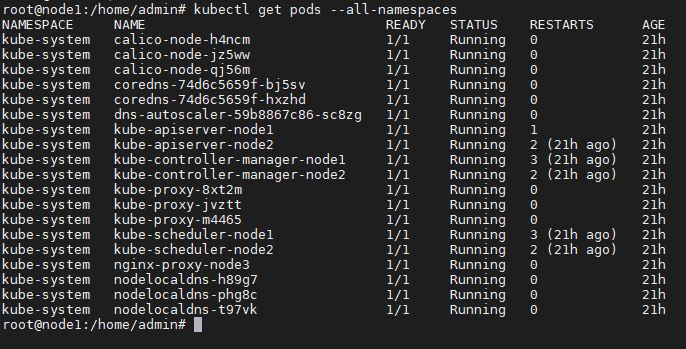 root@node1:/home/admin# kubectl get pods --all-namespaces
NAMESPACE     NAME                              READY   STATUS    RESTARTS      AGE
kube-system   calico-node-h4ncm                 1/1     Running   0             21h
kube-system   calico-node-jz5ww                 1/1     Running   0             21h
kube-system   calico-node-qj56m                 1/1     Running   0             21h
kube-system   coredns-74d6c5659f-bj5sv          1/1     Running   0             21h
kube-system   coredns-74d6c5659f-hxzhd          1/1     Running   0             21h
kube-system   dns-autoscaler-59b8867c86-sc8zg   1/1     Running   0             21h
kube-system   kube-apiserver-node1              1/1     Running   1             21h
kube-system   kube-apiserver-node2              1/1     Running   2 (21h ago)   21h
kube-system   kube-controller-manager-node1     1/1     Running   3 (21h ago)   21h
kube-system   kube-controller-manager-node2     1/1     Running   2 (21h ago)   21h
kube-system   kube-proxy-8xt2m                  1/1     Running   0             21h
kube-system   kube-proxy-jvztt                  1/1     Running   0             21h
kube-system   kube-proxy-m4465                  1/1     Running   0             21h
kube-system   kube-scheduler-node1              1/1     Running   3 (21h ago)   21h
kube-system   kube-scheduler-node2              1/1     Running   2 (21h ago)   21h
kube-system   nginx-proxy-node3                 1/1     Running   0             21h
kube-system   nodelocaldns-h89g7                1/1     Running   0             21h
kube-system   nodelocaldns-phg8c                1/1     Running   0             21h
kube-system   nodelocaldns-t97vk                1/1     Running   0             21h
root@node1:/home/admin#